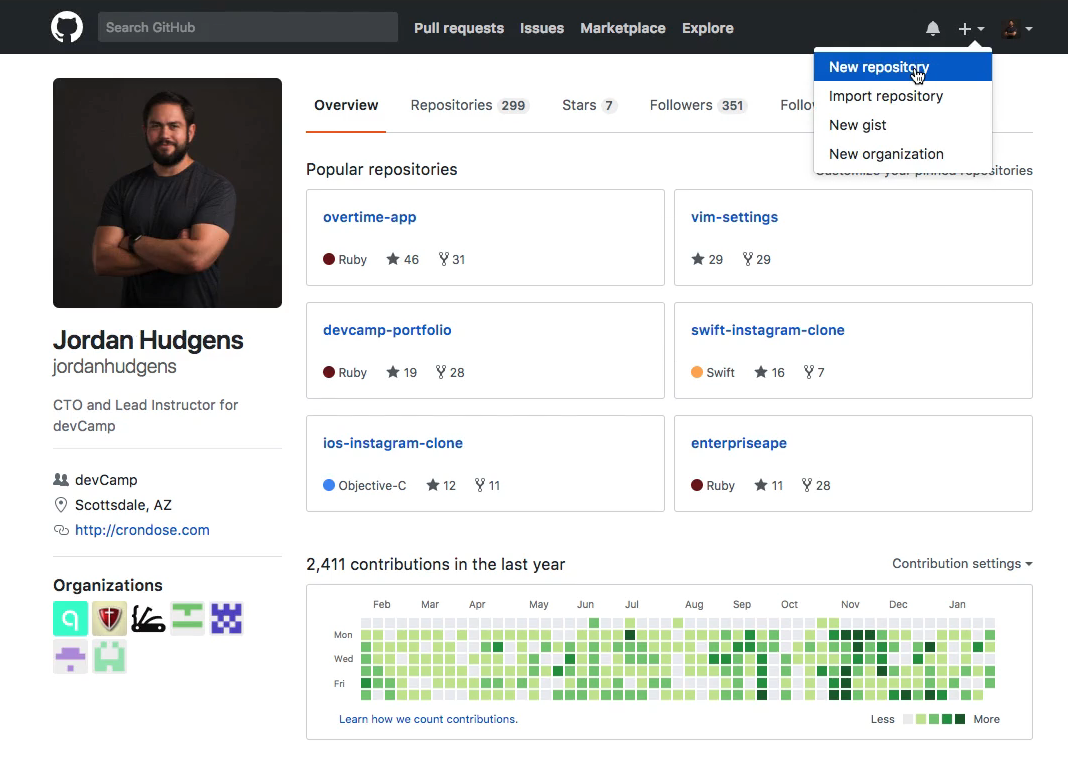 Search GitHub
Pull requests Issues Marketplace Explore
New repository
Import repository
New gist
New organization
Overview Repositories 299 Stars 7 Followers 351
Popular repositories
Customize your pinned repositories
overtime-app
Ruby 46 31
vim-settings
29 29
devcamp-portfolio
Ruby 19 28
swift-instagram-clone
Swift 16 7
ios-instagram-clone
Objective-C 12 11
enterpriseape
Ruby 11 28
Jordan Hudgens
jordanhudgens
CTO and Lead Instructor for
devCamp
devCamp
Scottsdale, AZ
http://crondose.com
Organizations
2,411 contributions in the last year
Contribution settings
Feb Mar Apr May Jun Jul Aug Sep Oct Nov Dec Jan
Mon
Wed
Fri
Learn how we count contributions.
Less More